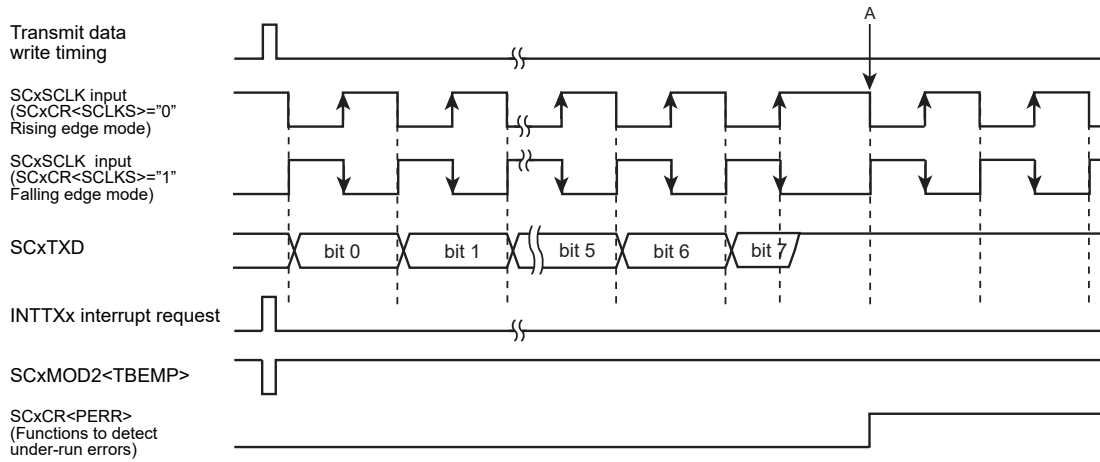 A
Transmit data
write timing
SCxSCLK input
(SCxCR<SCLKS>="0"
Rising edge mode)
SCxSCLK input
(SCxCR<SCLKS>="1"
Falling edge mode)
SCxTXD
bit 0
bit 1
bit 5
bit 6
bit 7
INTTXx interrupt request
SCxMOD2<TBEMP>
SCxCR<PERR>
(Functions to detect
under-run errors)